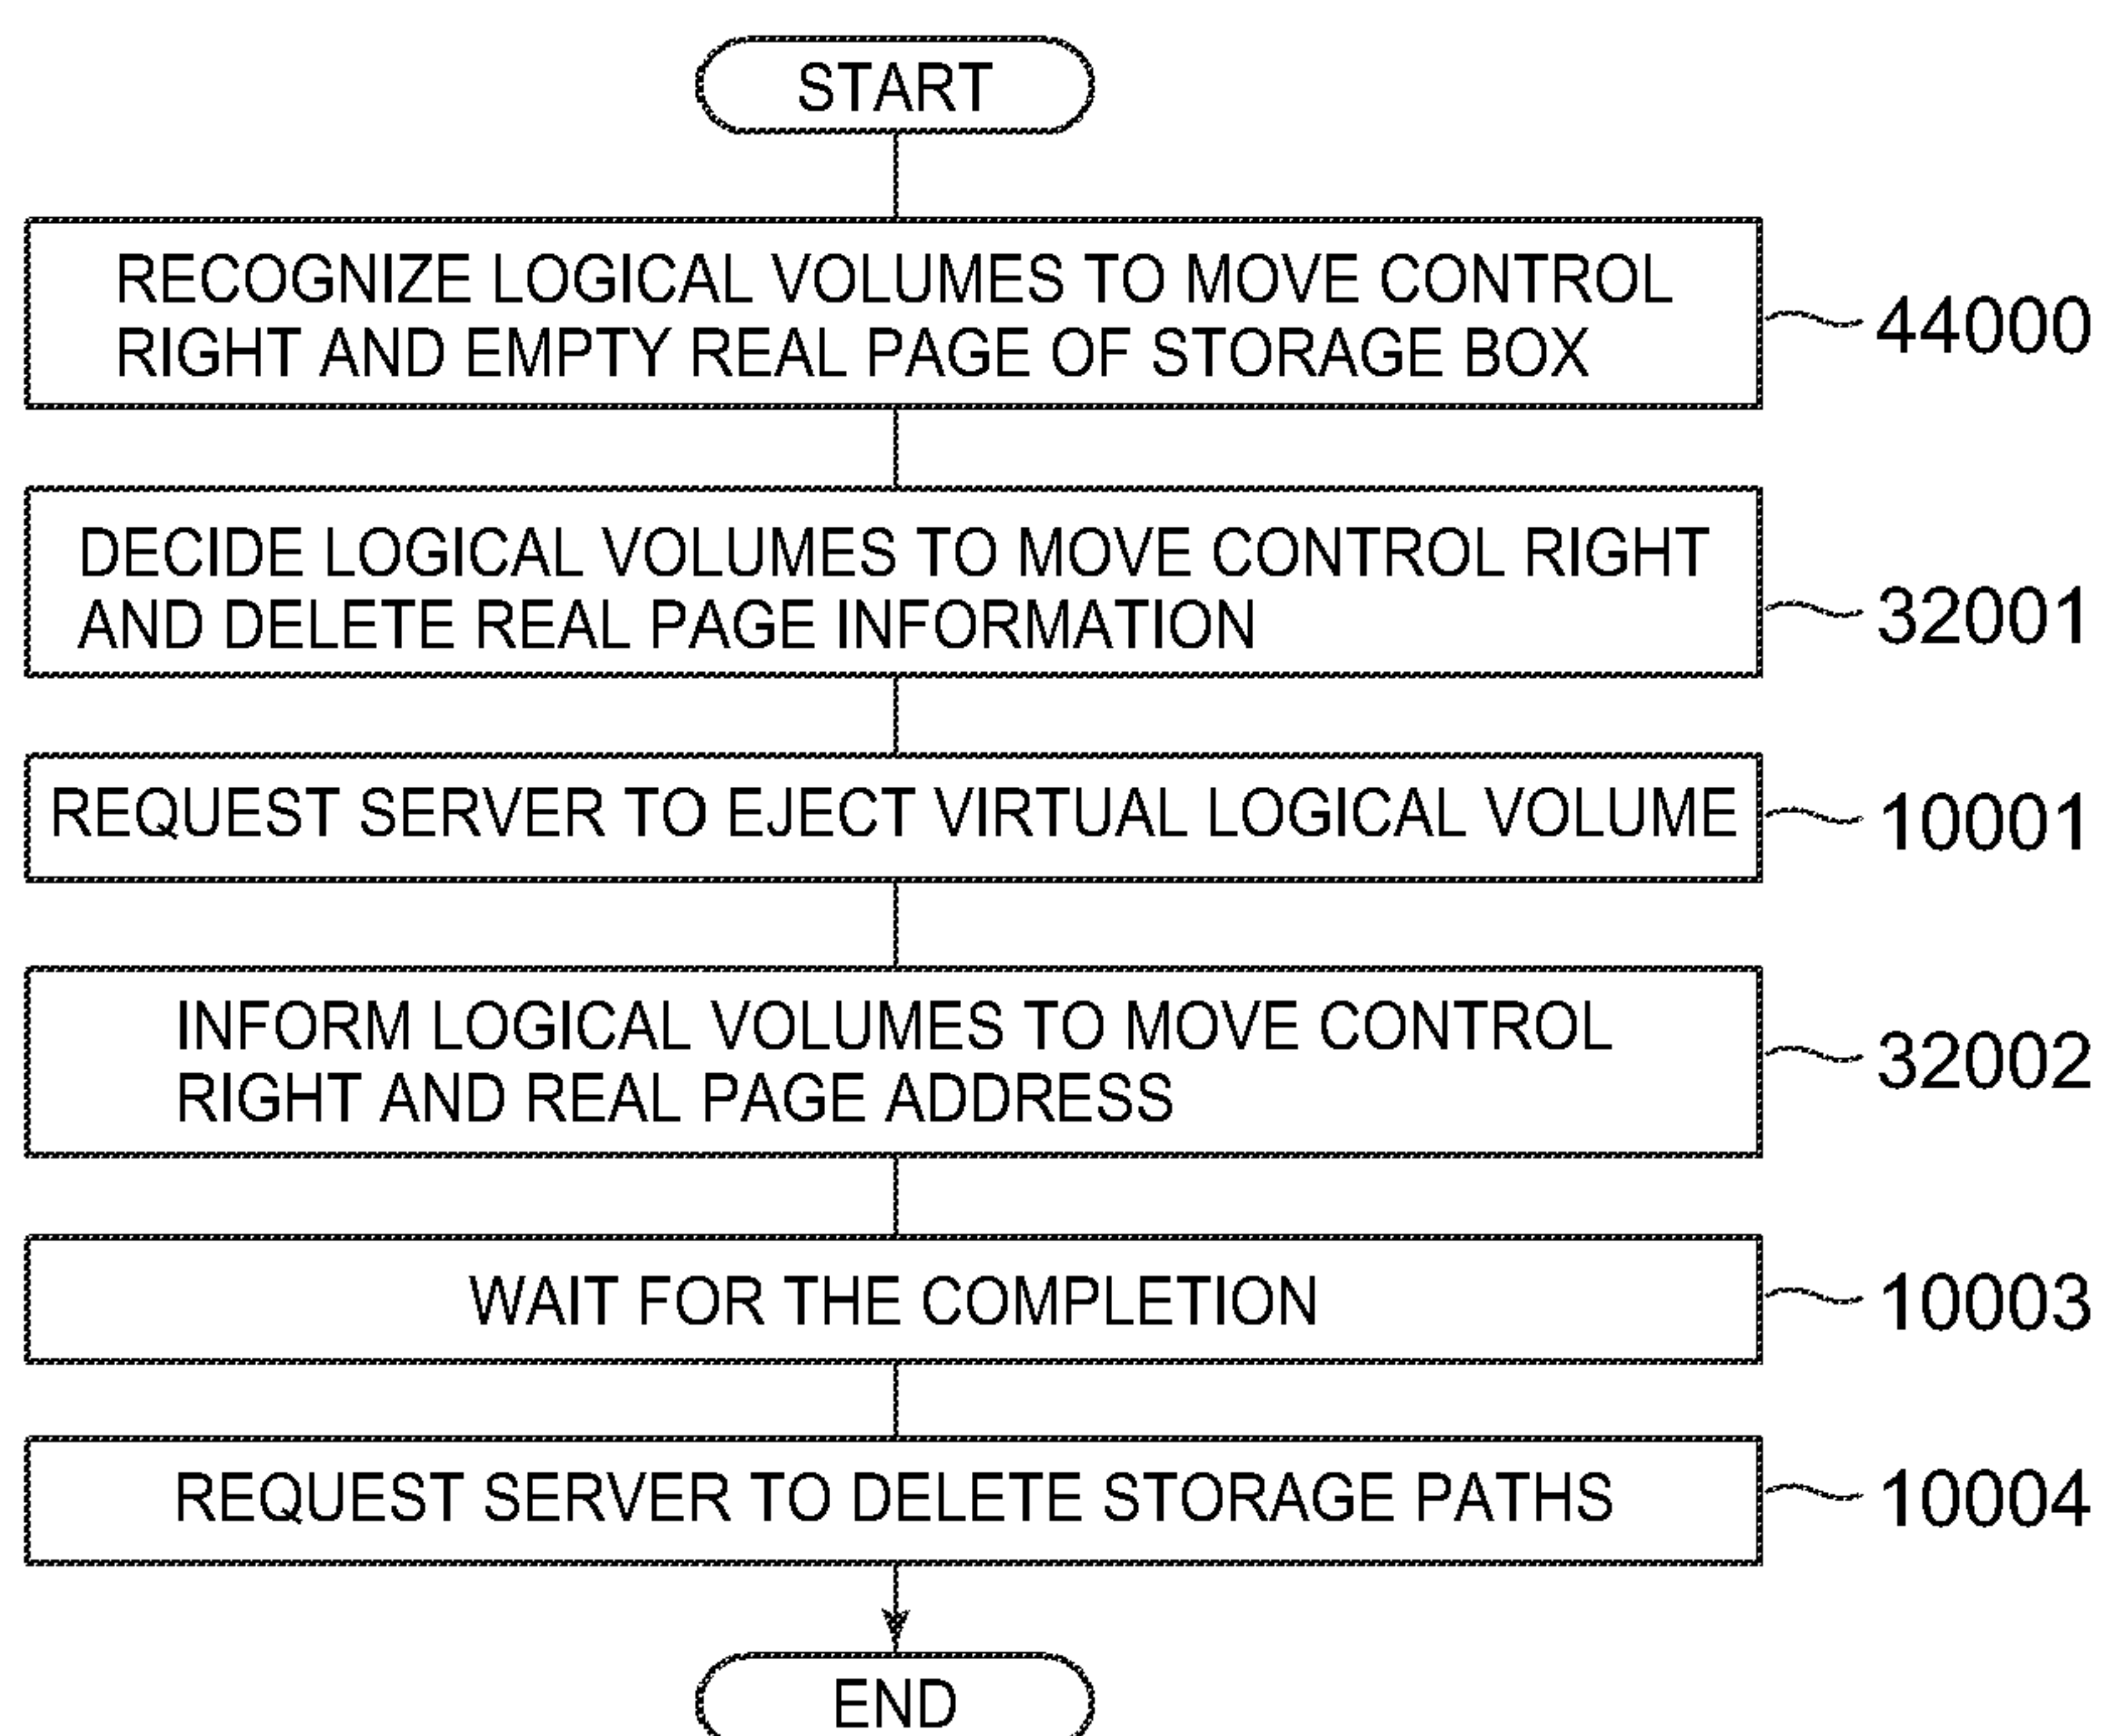 START
RECOGNIZE LOGICAL VOLUMES TO MOVE CONTROL
RIGHT AND EMPTY REAL PAGE OF STORAGE BOX
44000
DECIDE LOGICAL VOLUMES TO MOVE CONTROL RIGHT
AND DELETE REAL PAGE INFORMATION
32001
REQUEST SERVER TO EJECT VIRTUAL LOGICAL VOLUME
10001
INFORM LOGICAL VOLUMES TO MOVE CONTROL
RIGHT AND REAL PAGE ADDRESS
32002
WAIT FOR THE COMPLETION
10003
REQUEST SERVER TO DELETE STORAGE PATHS
10004
END